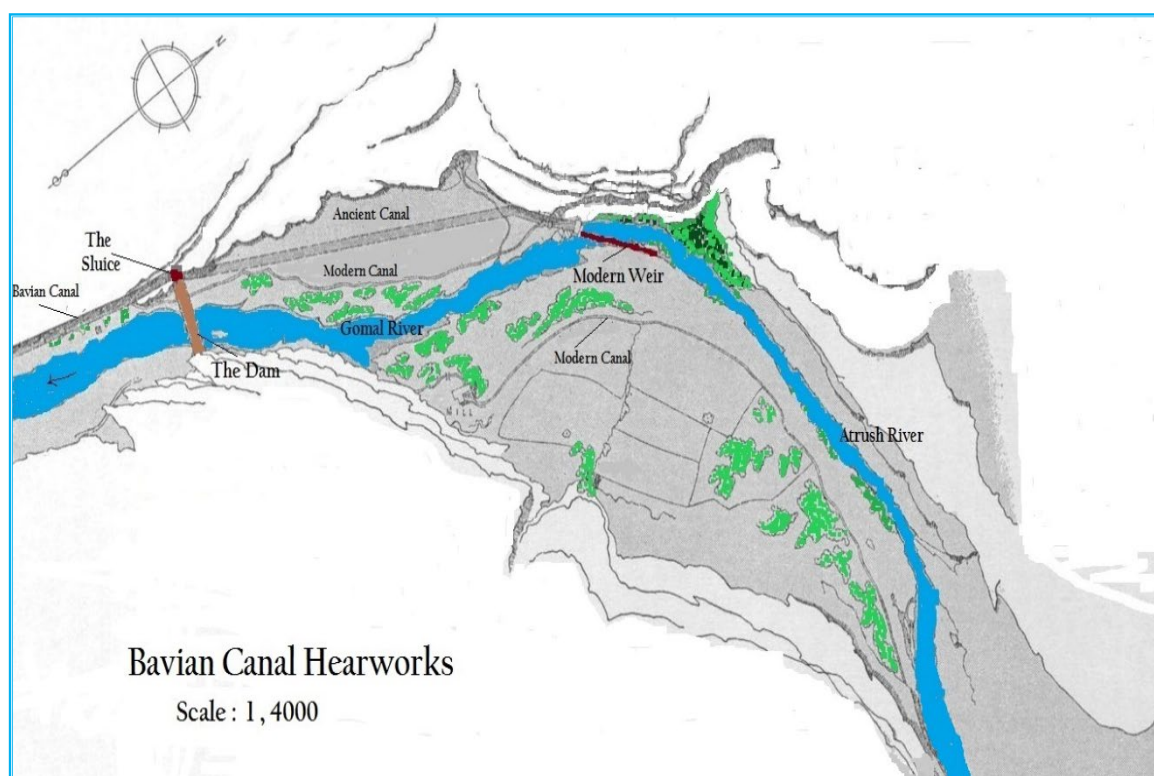 N
Ancient Canal
The
Sluice
Modern Canal
Modern Weir
Bavian Canal
Gomal River
Modern Canal
The Dam
MILL
Atrush River
Bavian Canal Hearworks
Scale : 1 , 4000